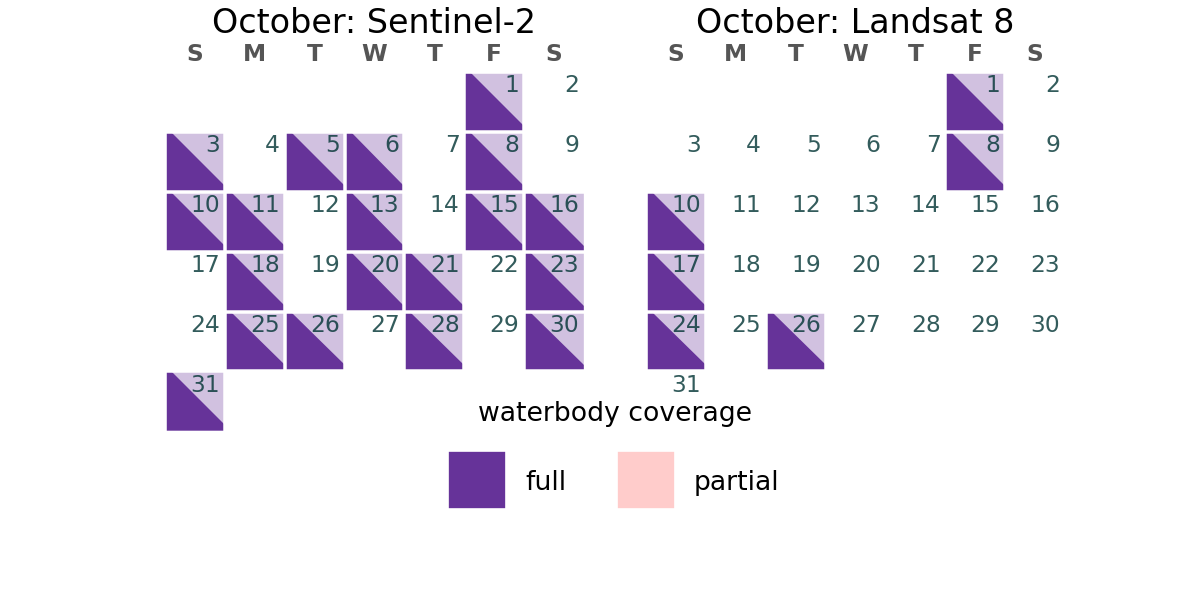 October: Sentinel-2
S M T W T F S
1 2
3 4 5 6 7 8 9
10 11 12 13 14 15 16
17 18 19 20 21 22 23
24 25 26 27 28 29 30
31
October: Landsat 8
S M T W T F S
1 2
3 4 5 6 7 8 9
10 11 12 13 14 15 16
17 18 19 20 21 22 23
24 25 26 27 28 29 30
31
waterbody coverage
full partial